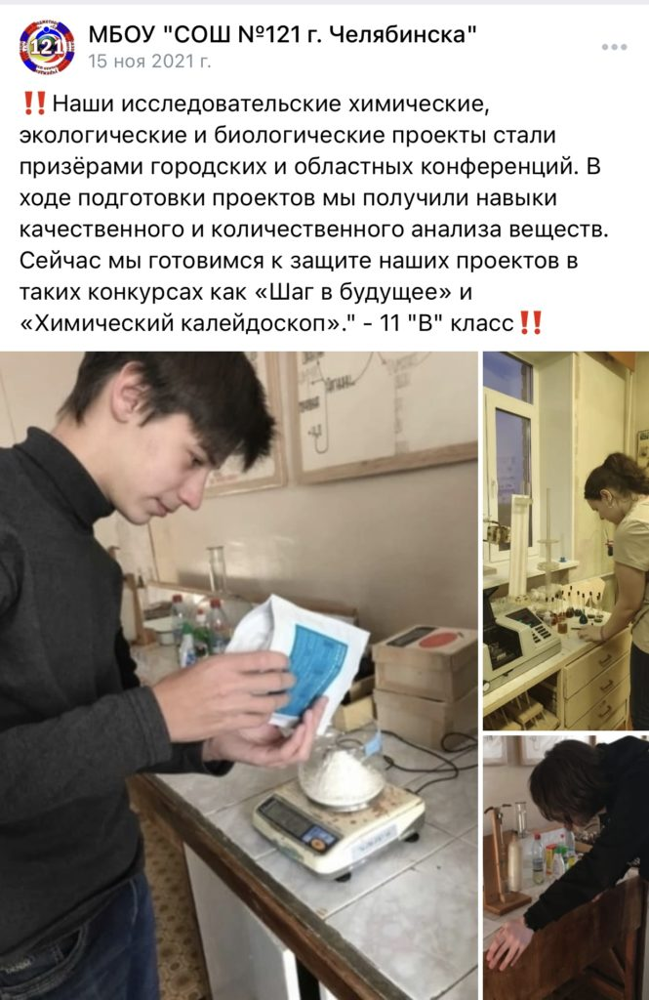 121
МБОУ "СОШ №121 г. Челябинска"
15 ноя 2021 г.
‼️Наши исследовательские химические,
экологические и биологические проекты стали
призёрами городских и областных конференций. В
ходе подготовки проектов мы получили навыки
качественного и количественного анализа веществ.
Сейчас мы готовимся к защите наших проектов в
таких конкурсах как «Шаг в будущее» и
«Химический калейдоскоп»." - 11 "В" класс‼️